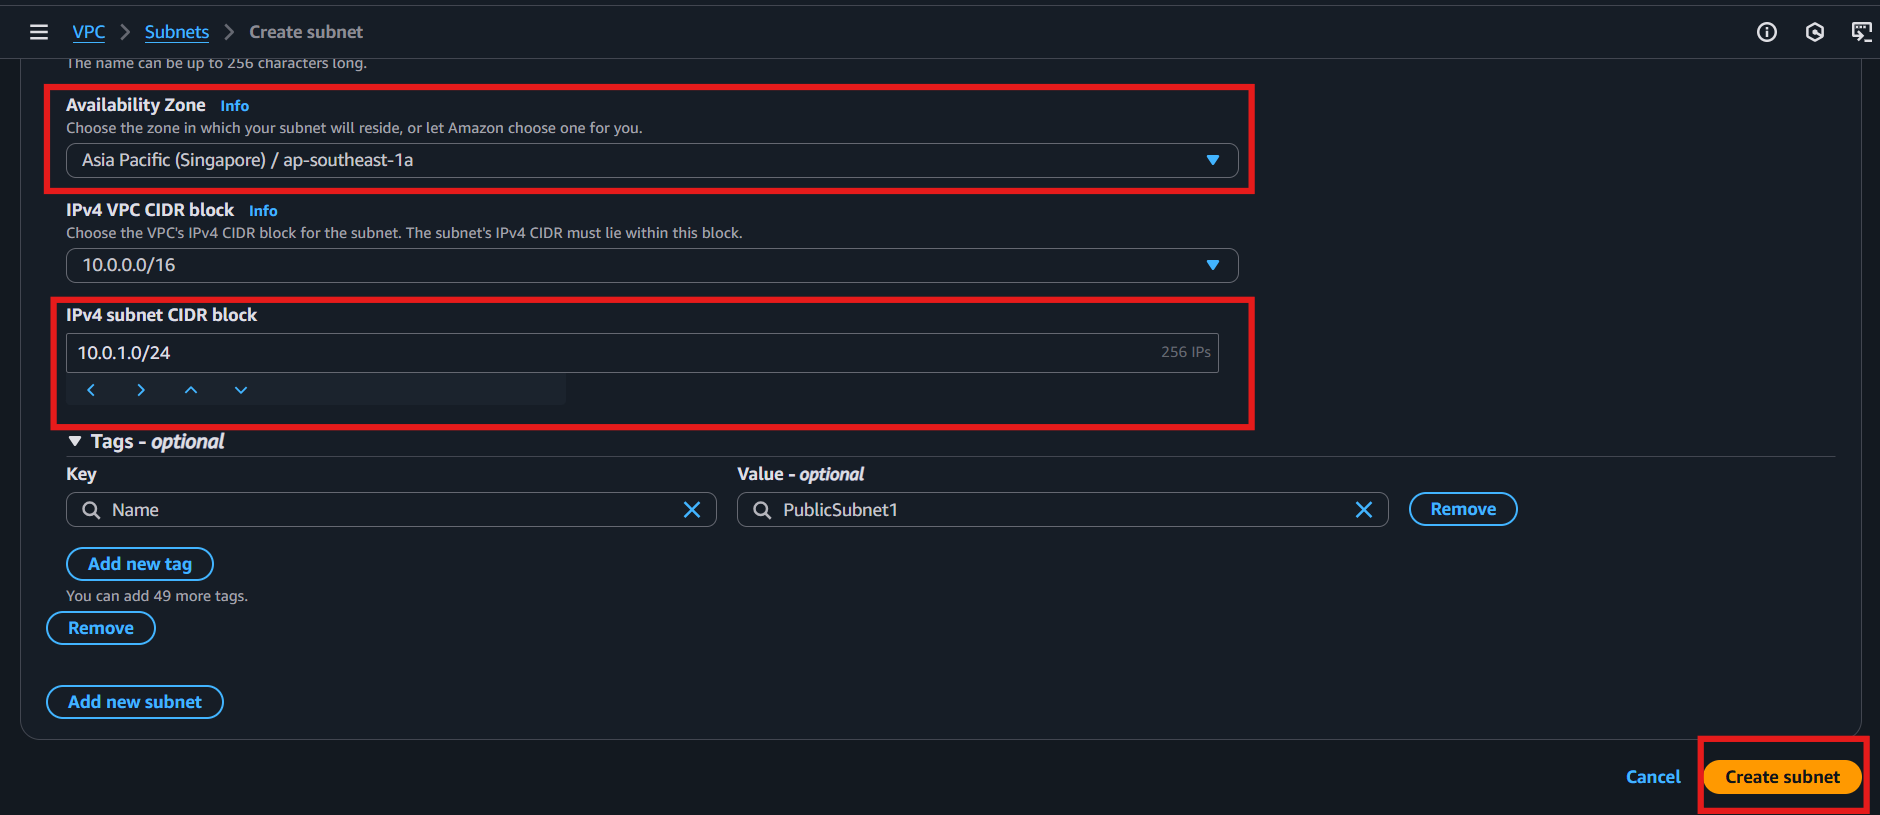 VPC > Subnets > Create subnet
The name can be up to 256 characters long.
Availability Zone Info
Choose the zone in which your subnet will reside, or let Amazon choose one for you.
Asia Pacific (Singapore) / ap-southeast-1a
IPv4 VPC CIDR block Info
Choose the VPC's IPv4 CIDR block for the subnet. The subnet's IPv4 CIDR must lie within this block.
10.0.0.0/16
IPv4 subnet CIDR block
10.0.1.0/24 256 IPs
Tags - optional
Key Value - optional
Name PublicSubnet1 Remove
Add new tag
You can add 49 more tags.
Remove
Add new subnet
Cancel Create subnet